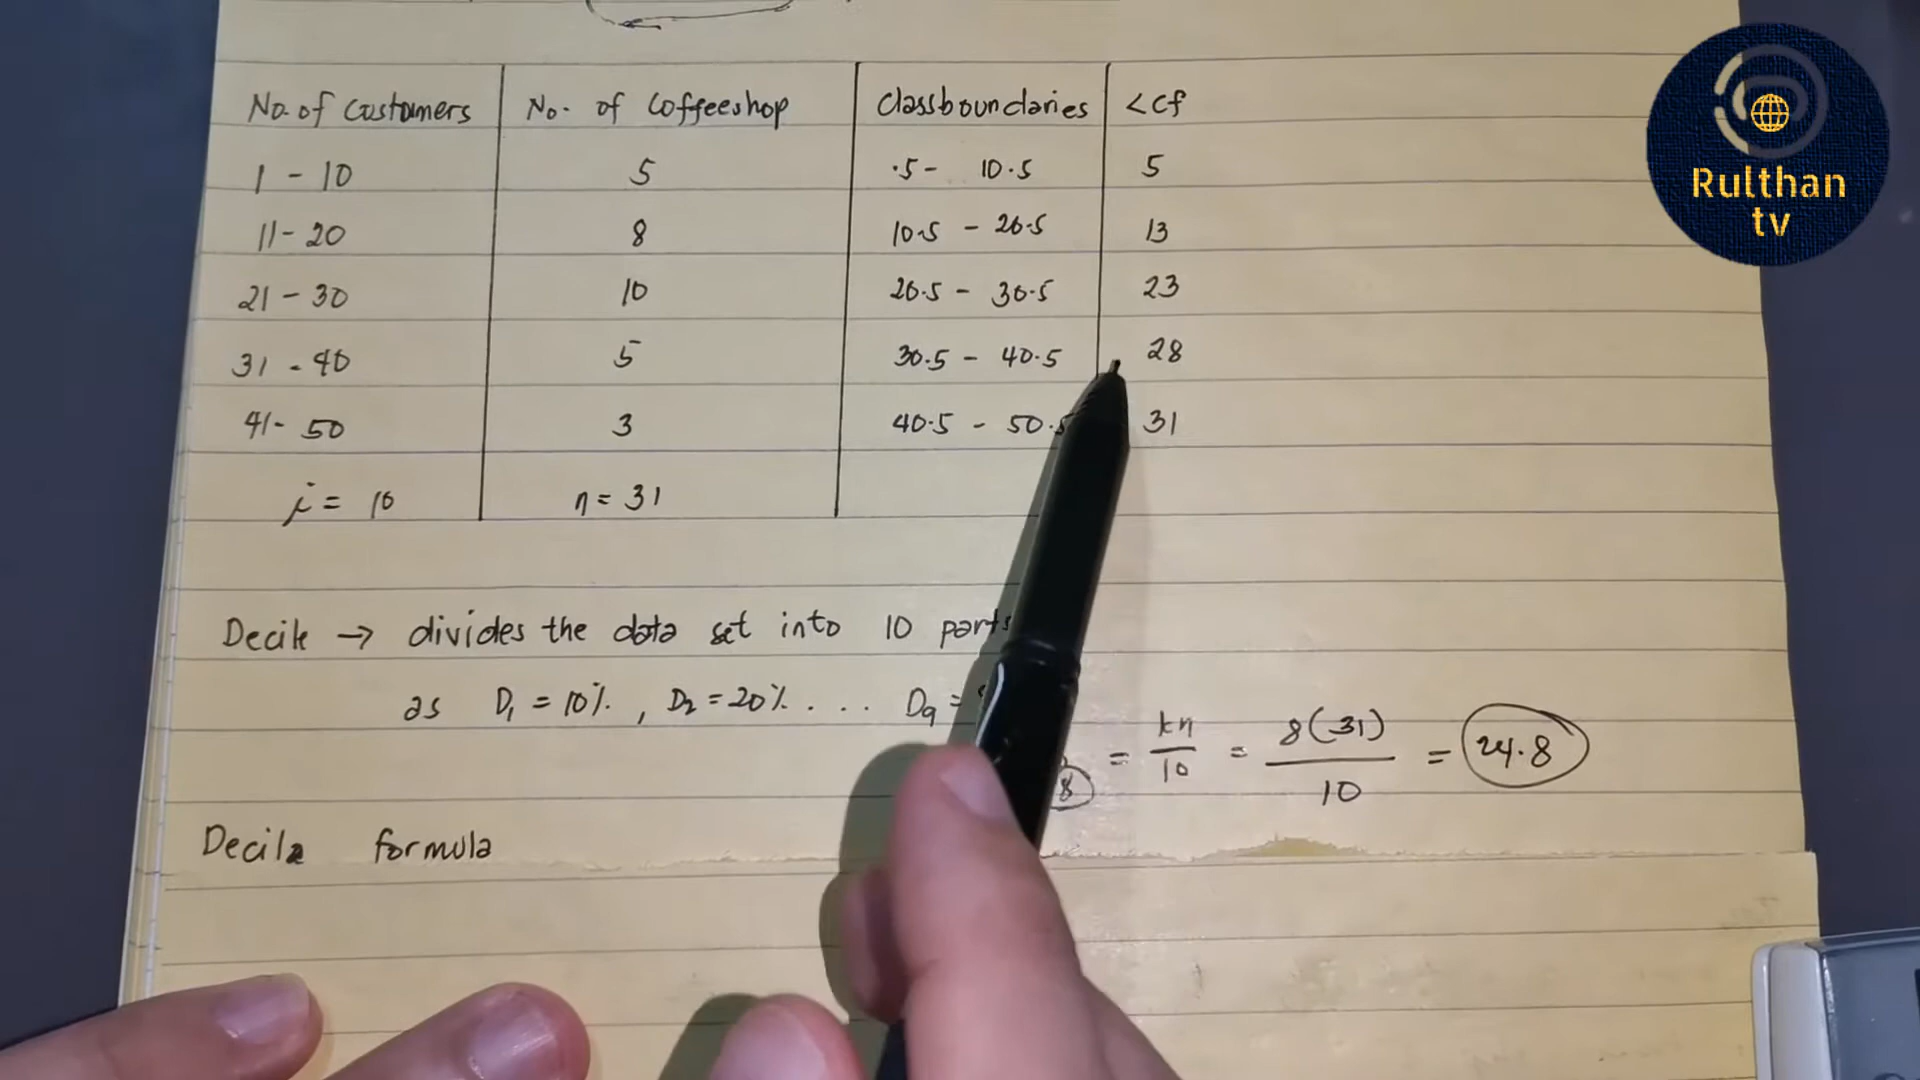 No. of Customers No. of Coffeeshop Classboundaries <cf
1 - 10 5 .5 - 10.5 5
11 - 20 8 10.5 - 20.5 13
21 - 30 10 20.5 - 30.5 23
31 - 40 5 30.5 - 40.5 28
41 - 50 3 40.5 - 50.5 31
i = 10 n = 31
Decile → divides the data set into 10 parts
as D1 = 10%, D2 = 20% .... D9 =
8 = kn/10 = 8(31)/10 = 24.8
Decile formula
Rulthan
tv